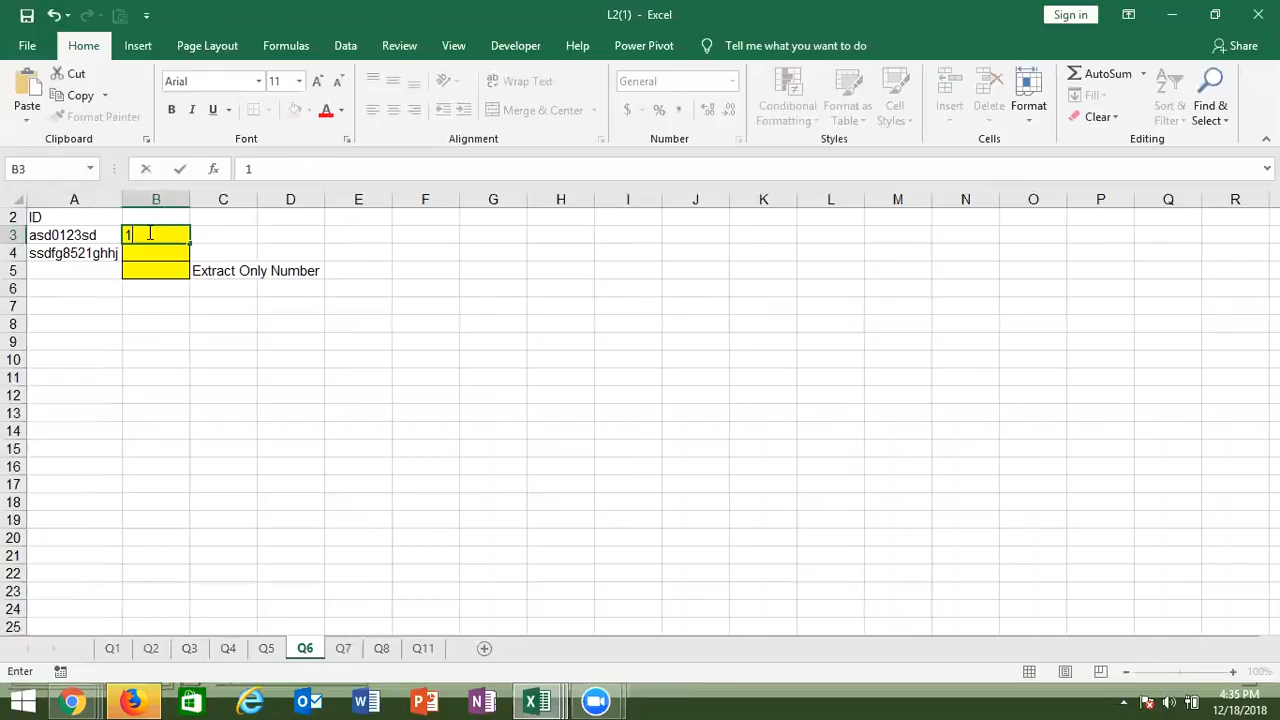 L2(1) - Excel
Sign in
File Home Insert Page Layout Formulas Data Review View Developer Help Power Pivot Tell me what you want to do Share
Paste Cut Copy Format Painter Clipboard
Arial 11 B I U A Font
Wrap Text Merge & Center Alignment
General $ % , Number
Conditional Formatting Format as Table Cell Styles Styles
Insert Delete Format Cells
AutoSum Fill Clear Sort & Filter Find & Select Editing
B3 fx 1
A B C D E F G H I J K L M N O P Q R
2 ID
3 asd0123sd 1
4 ssdfg8521ghhj
5 Extract Only Number
6
7
8
9
10
11
12
13
14
15
16
17
18
19
20
21
22
23
24
25
Q1 Q2 Q3 Q4 Q5 Q6 Q7 Q8 Q11
Enter 100%
4:35 PM
12/18/2018